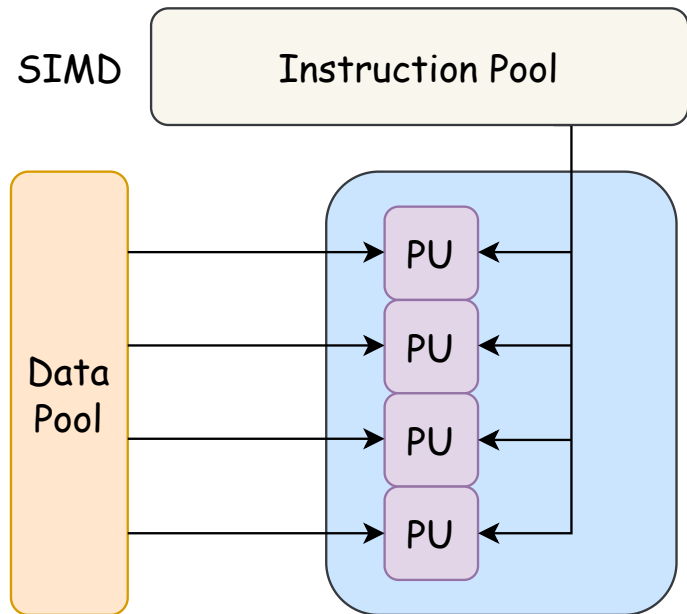 SIMD
Instruction Pool
PU
PU
Data
Pool
PU
PU